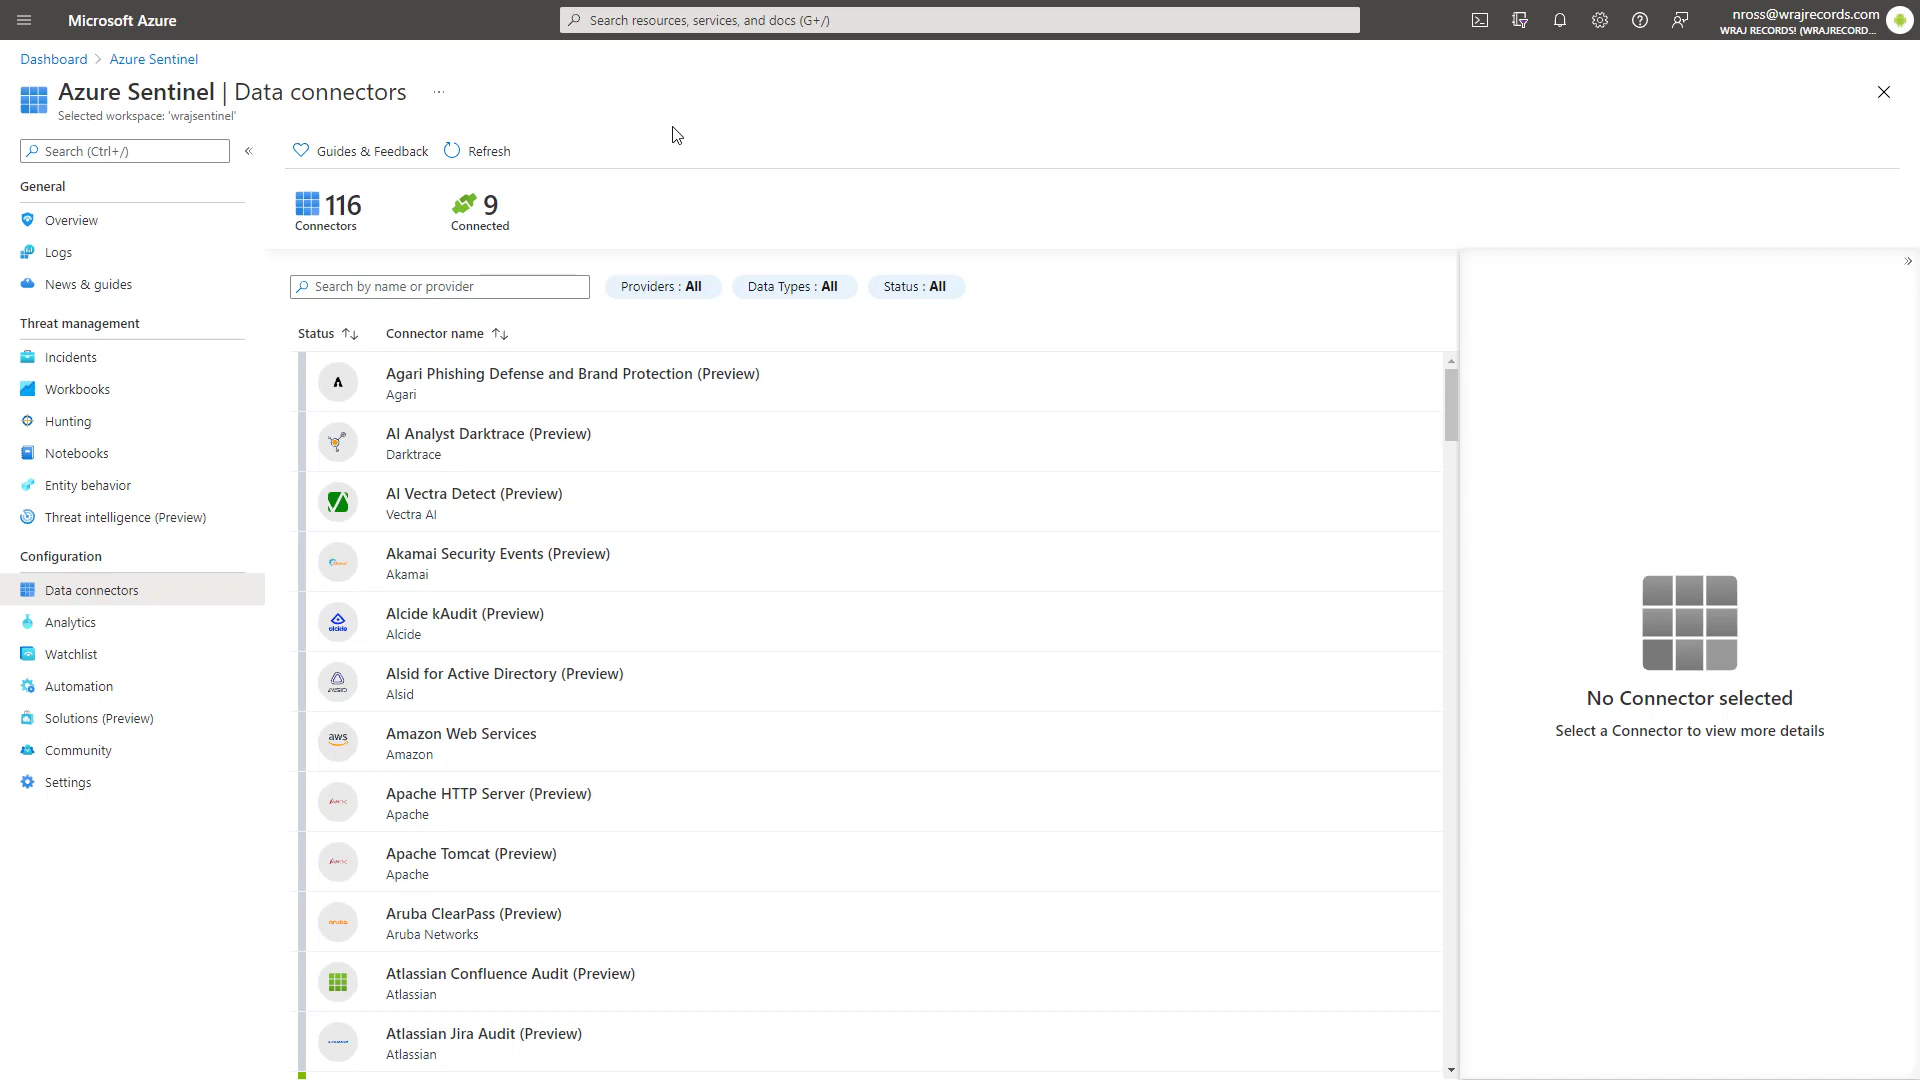 Microsoft Azure
Search resources, services, and docs (G+/)
nross@wrajrecords.com
WRAJ RECORDS! (WRAJRECORD...
Dashboard > Azure Sentinel
Azure Sentinel | Data connectors ...
Selected workspace: 'wrajsentinel'
Search (Ctrl+/)
«
Guides & Feedback
Refresh
General
Overview
Logs
News & guides
Threat management
Incidents
Workbooks
Hunting
Notebooks
Entity behavior
Threat intelligence (Preview)
Configuration
Data connectors
Analytics
Watchlist
Automation
Solutions (Preview)
Community
Settings
116
Connectors
9
Connected
Search by name or provider
Providers : All
Data Types : All
Status : All
»
Status
Connector name
Agari Phishing Defense and Brand Protection (Preview)
Agari
AI Analyst Darktrace (Preview)
Darktrace
AI Vectra Detect (Preview)
Vectra AI
Akamai Security Events (Preview)
Akamai
alcide
Alcide kAudit (Preview)
Alcide
ALSID
Alsid for Active Directory (Preview)
Alsid
aws
Amazon Web Services
Amazon
Apache HTTP Server (Preview)
Apache
Apache Tomcat (Preview)
Apache
aruba
Aruba ClearPass (Preview)
Aruba Networks
Atlassian Confluence Audit (Preview)
Atlassian
Atlassian Jira Audit (Preview)
Atlassian
No Connector selected
Select a Connector to view more details